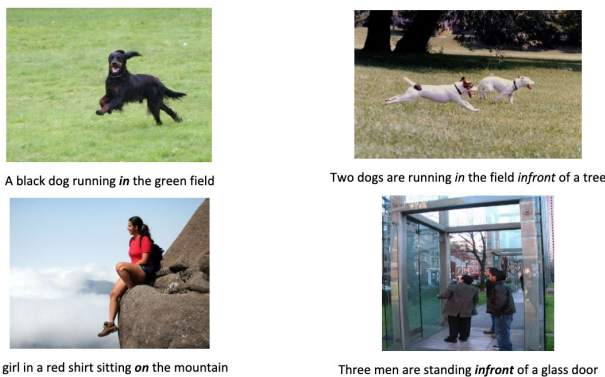 A black dog running in the green field
Two dogs are running in the field infront of a tree
girl in a red shirt sitting on the mountain
Three men are standing infront of a glass door